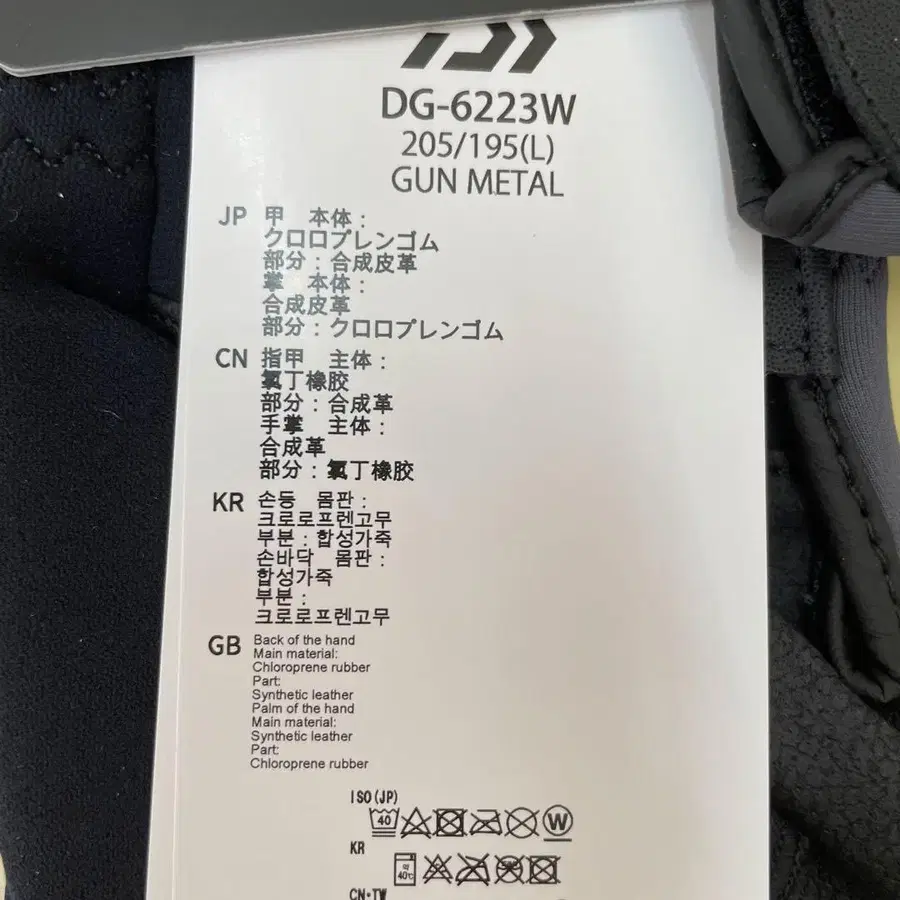 DG-6223W
205/195(L)
GUN METAL
JP 甲 本体：
クロロプレンゴム
部分：合成皮革
掌 本体：
合成皮革
部分：クロロプレンゴム
CN 指甲 主体：
氯丁橡胶
部分：合成革
手掌 主体：
合成革
部分：氯丁橡胶
KR 손등 몸판 :
크로로프렌고무
부분 : 합성가죽
손바닥 몸판 :
합성가죽
부분 :
크로로프렌고무
GB Back of the hand
Main material:
Chloroprene rubber
Part:
Synthetic leather
Palm of the hand
Main material:
Synthetic leather
Part:
Chloroprene rubber
ISO (JP)
40 W
KR
40℃
CN·TW